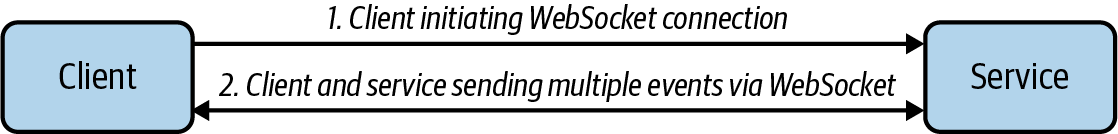 1. Client initiating WebSocket connection
Client
2. Client and service sending multiple events via WebSocket
Service